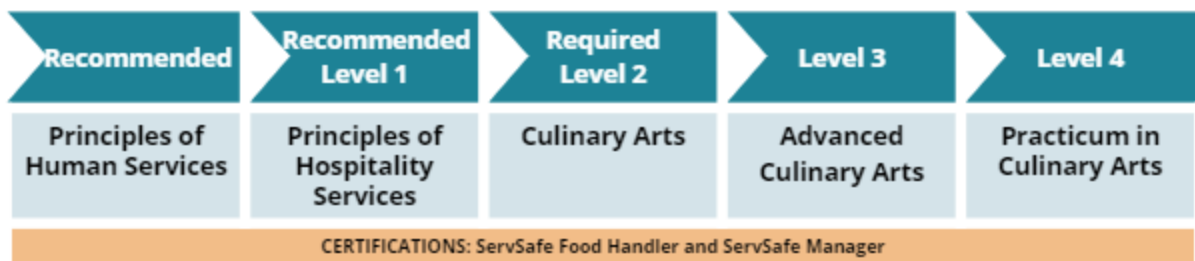 Recommended
Recommended
Level 1
Required
Level 2
Level 3
Level 4
Principles of
Human Services
Principles of
Hospitality
Services
Culinary Arts
Advanced
Culinary Arts
Practicum in
Culinary Arts
CERTIFICATIONS: ServSafe Food Handler and ServSafe Manager